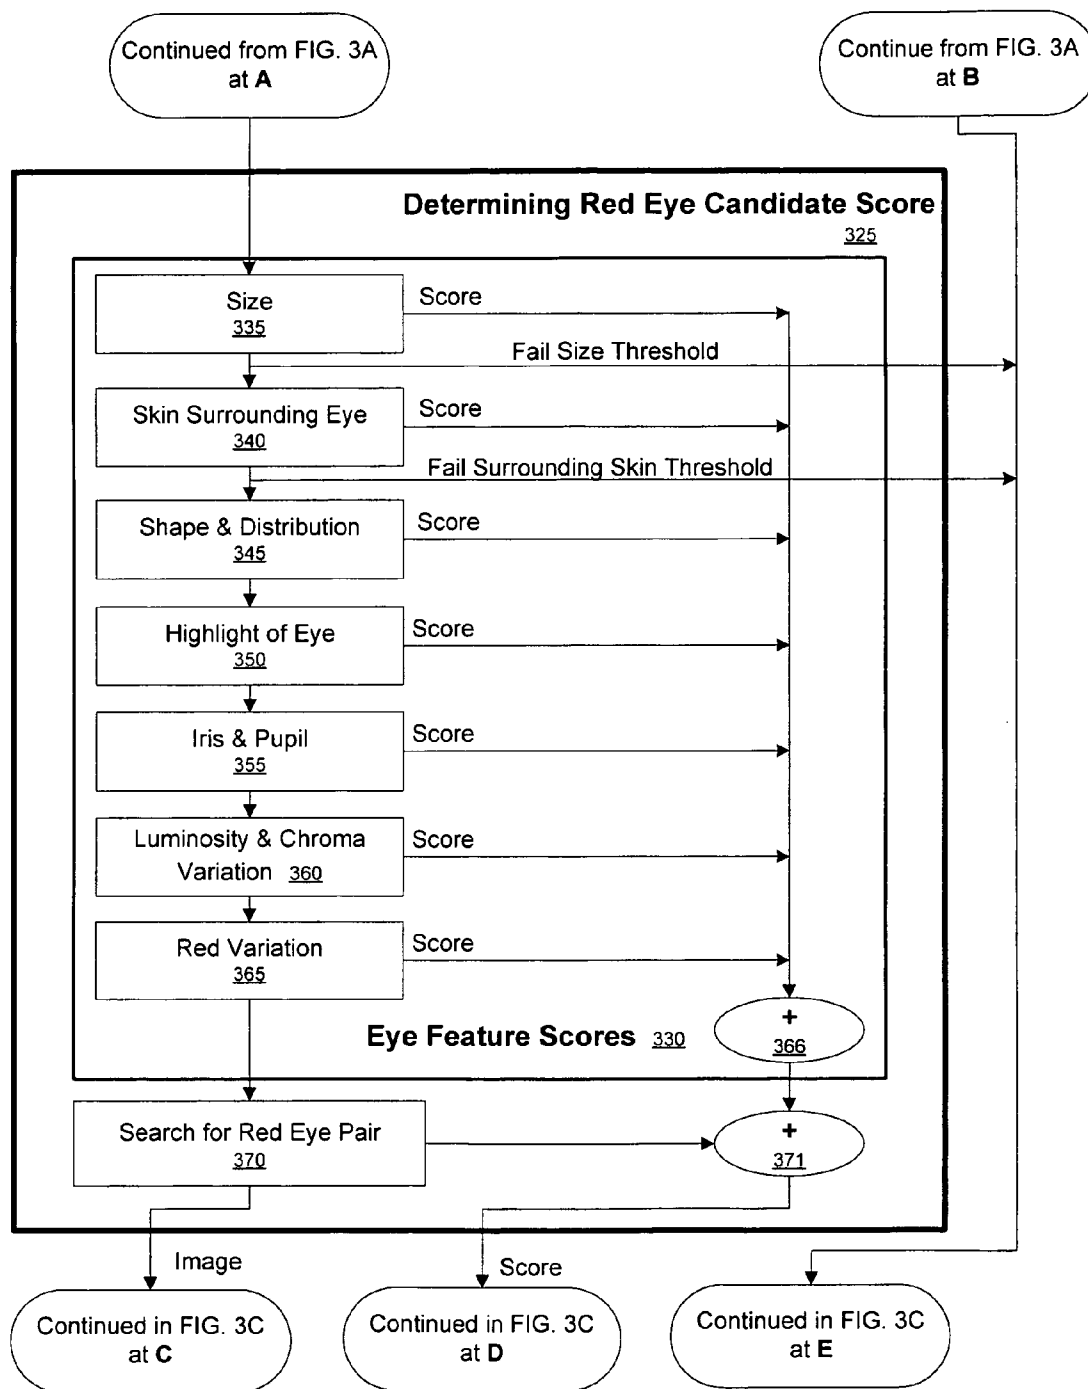 Continued from FIG. 3A
at A
Continue from FIG. 3A
at B
Determining Red Eye Candidate Score
325
Size
335
Score
Fail Size Threshold
Skin Surrounding Eye
340
Score
Fail Surrounding Skin Threshold
Shape & Distribution
345
Score
Highlight of Eye
350
Score
Iris & Pupil
355
Score
Luminosity & Chroma
Variation 360
Score
Red Variation
365
Score
Eye Feature Scores 330
+
366
Search for Red Eye Pair
370
+
371
Image
Score
Continued in FIG. 3C
at C
Continued in FIG. 3C
at D
Continued in FIG. 3C
at E